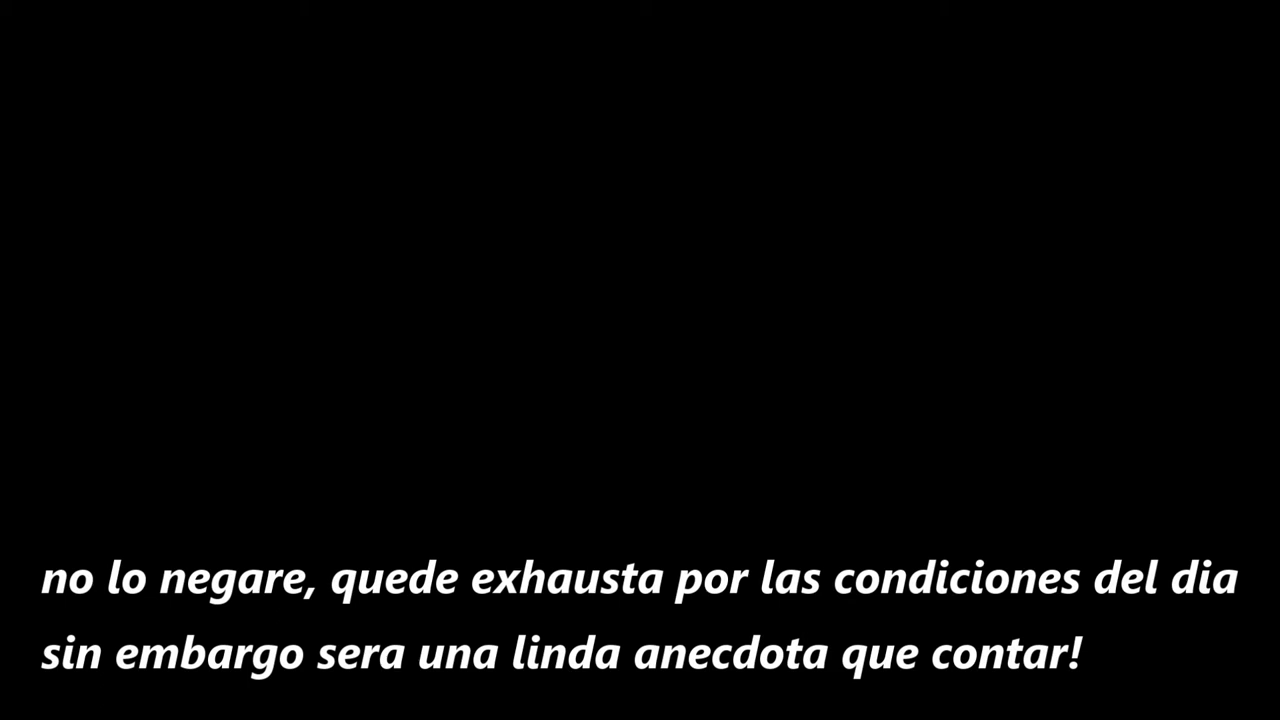 no lo negare, quede exhausta por las condiciones del dia
sin embargo sera una linda anecdota que contar!